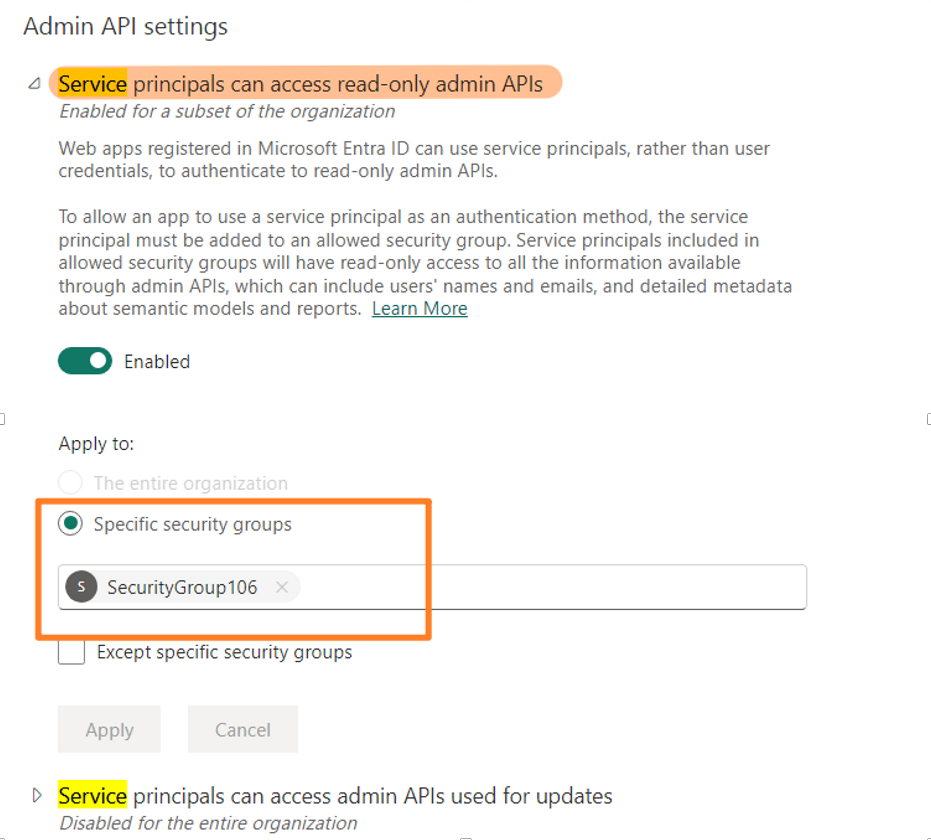 Admin API settings
Service principals can access read-only admin APIs
Enabled for a subset of the organization
Web apps registered in Microsoft Entra ID can use service principals, rather than user
credentials, to authenticate to read-only admin APIs.
To allow an app to use a service principal as an authentication method, the service
principal must be added to an allowed security group. Service principals included in
allowed security groups will have read-only access to all the information available
through admin APIs, which can include users' names and emails, and detailed metadata
about semantic models and reports. Learn More
Enabled
Apply to:
The entire organization
Specific security groups
S SecurityGroup106
Except specific security groups
Apply Cancel
Service principals can access admin APIs used for updates
Disabled for the entire organization